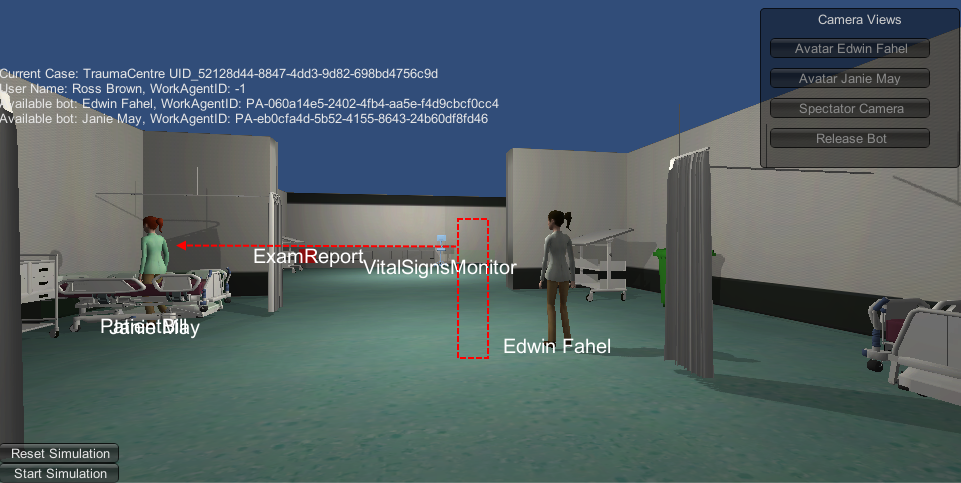 Camera Views
Avatar Edwin Fahel
Avatar Janie May
Spectator Camera
Release Bot
Current Case: TraumaCentre UID_52128d44-8847-4dd3-9d82-698bd4756c9d
User Name: Ross Brown, WorkAgentID: -1
Available bot: Edwin Fahel, WorkAgentID: PA-060a14e5-2402-4fb4-aa5e-f4d9cbcf0cc4
Available bot: Janie May, WorkAgentID: PA-eb0cfa4d-5b52-4155-8643-24b60df8fd46
ExamReport
VitalSignsMonitor
Janie May
Edwin Fahel
Reset Simulation
Start Simulation